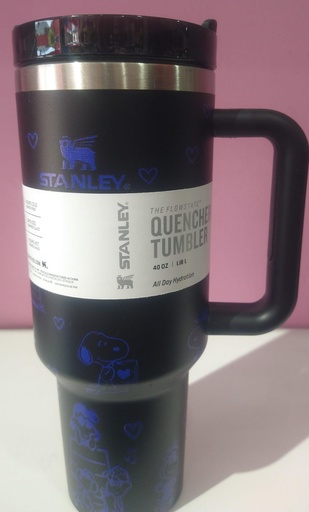 STANLEY®
STANLEY.
THE FLOWSTATE™
QUENCHER
TUMBLER
40 OZ | 1.18 L
All Day Hydration